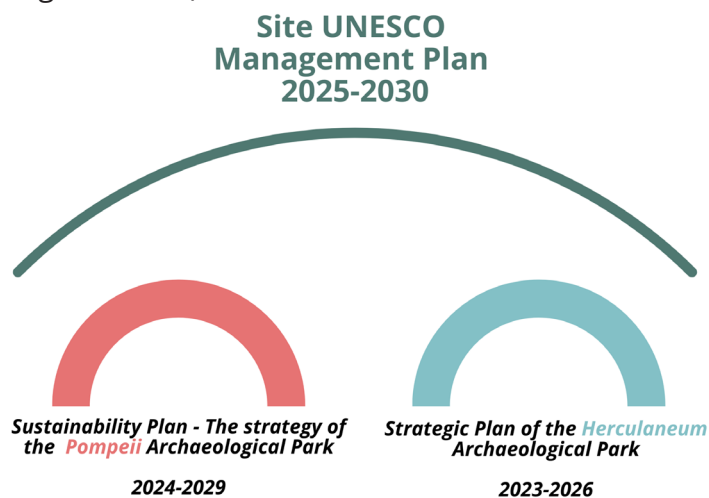 Site UNESCO
Management Plan
2025-2030
Sustainability Plan - The strategy of
the Pompeii Archaeological Park
2024-2029
Strategic Plan of the Herculaneum
Archaeological Park
2023-2026